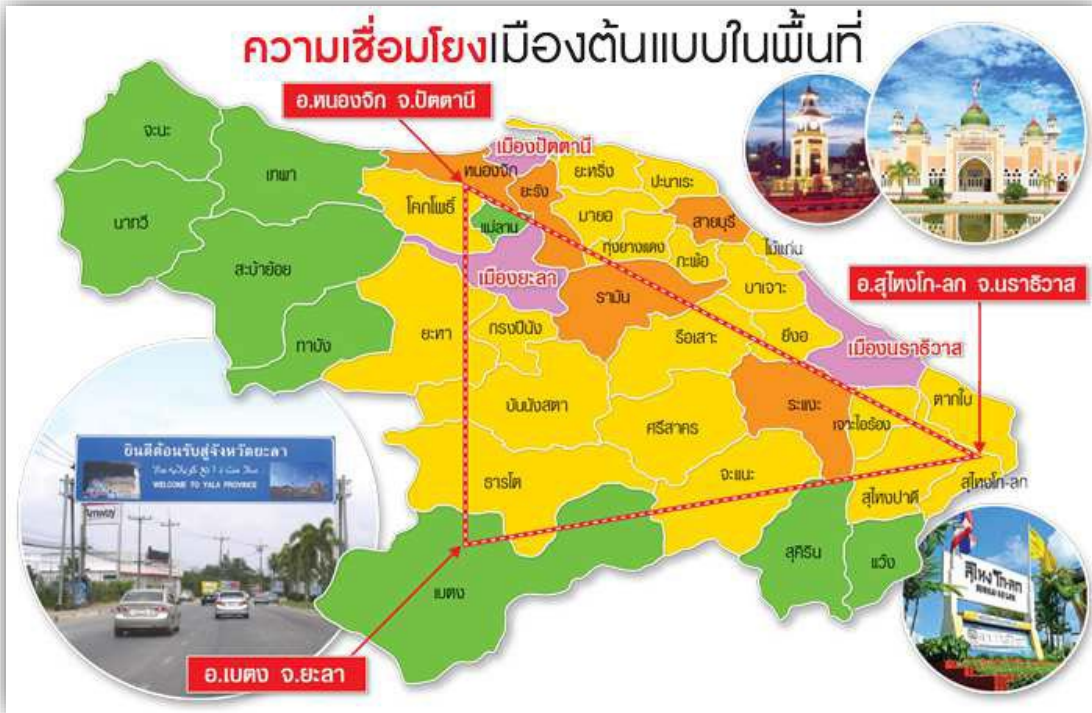 ความเชื่อมโยงเมืองต้นแบบในพื้นที่
อ.หนองจิก จ.ปัตตานี
เมืองปัตตานี
จะนะ
เทพา
หนองจิก
ยะหริ่ง
ปะนาเระ
ยะรัง
โคกโพธิ์
นาทวี
มายอ
สายบุรี
แม่ลาน
ทุ่งยางแดง
ไม้แก่น
กะพ้อ
สะบ้าย้อย
เมืองยะลา
บาเจาะ
อ.สุไหงโก-ลก จ.นราธิวาส
รามัน
ยะหา
กรงปินัง
รือเสาะ
ยี่งอ
เมืองนราธิวาส
ตากใบ
บันนังสตา
ระแงะ
ศรีสาคร
เจาะไอร้อง
ยินดีต้อนรับสู่จังหวัดยะลา
WELCOME TO YALA PROVINCE
amway
ธารโต
จะแนะ
สุไหงปาดี
สุไหงโก-ลก
สุคิริน
แว้ง
เบตง
สุไหงโก-ลก
อ.เบตง จ.ยะลา